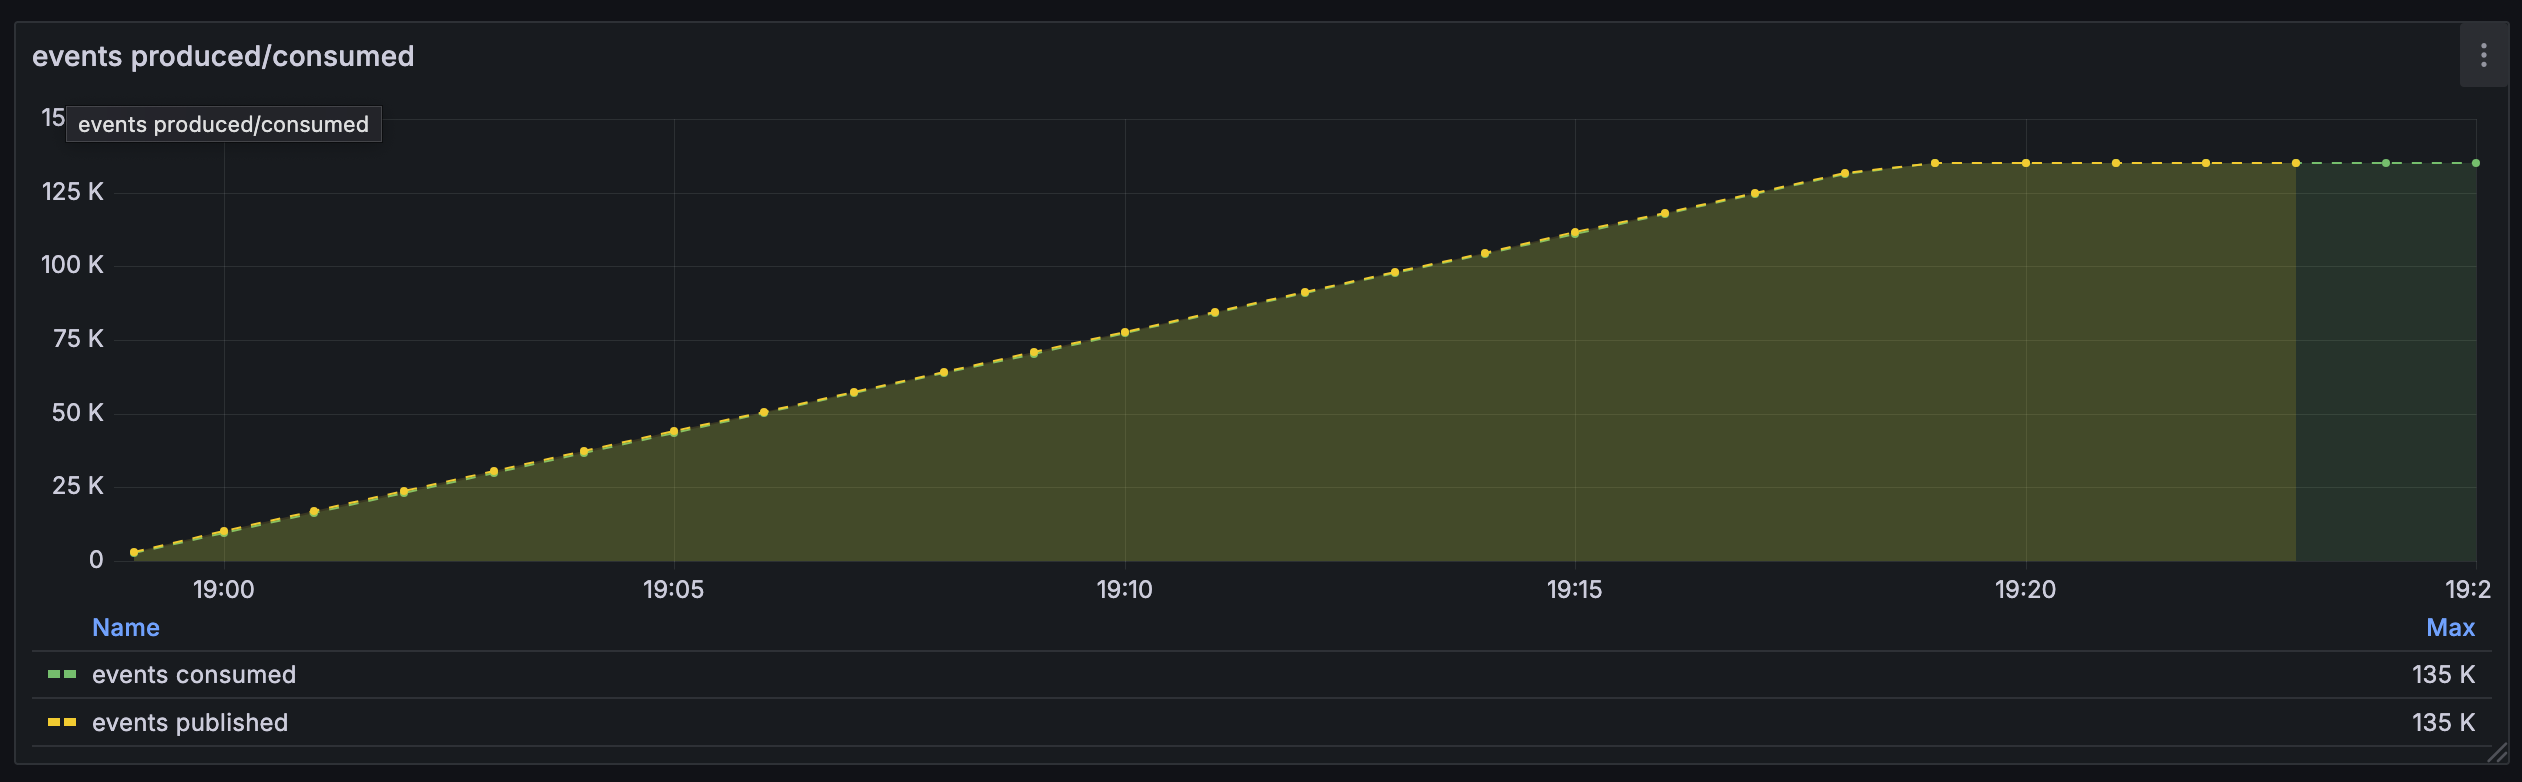 events produced/consumed
15
events produced/consumed
125 K
100 K
75 K
50 K
25 K
0
19:00 19:05 19:10 19:15 19:20 19:2
Name Max
events consumed 135 K
events published 135 K